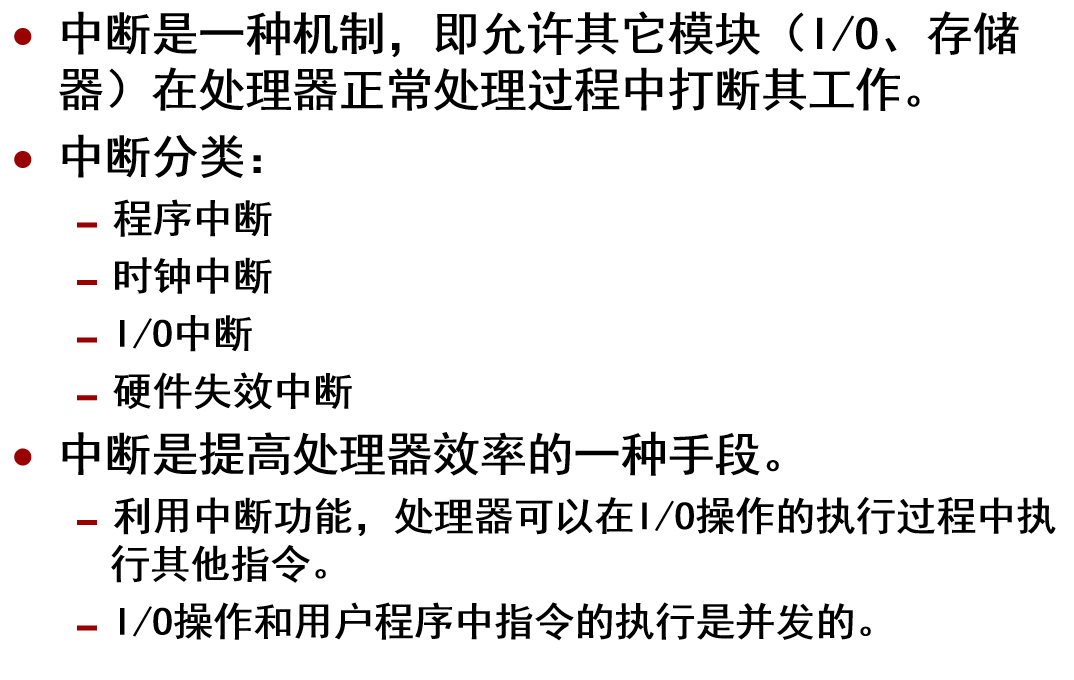 • 中断是一种机制，即允许其它模块（I/O、存储
器）在处理器正常处理过程中打断其工作。
• 中断分类：
– 程序中断
– 时钟中断
– I/O中断
– 硬件失效中断
• 中断是提高处理器效率的一种手段。
– 利用中断功能，处理器可以在I/O操作的执行过程中执
行其他指令。
– I/O操作和用户程序中指令的执行是并发的。